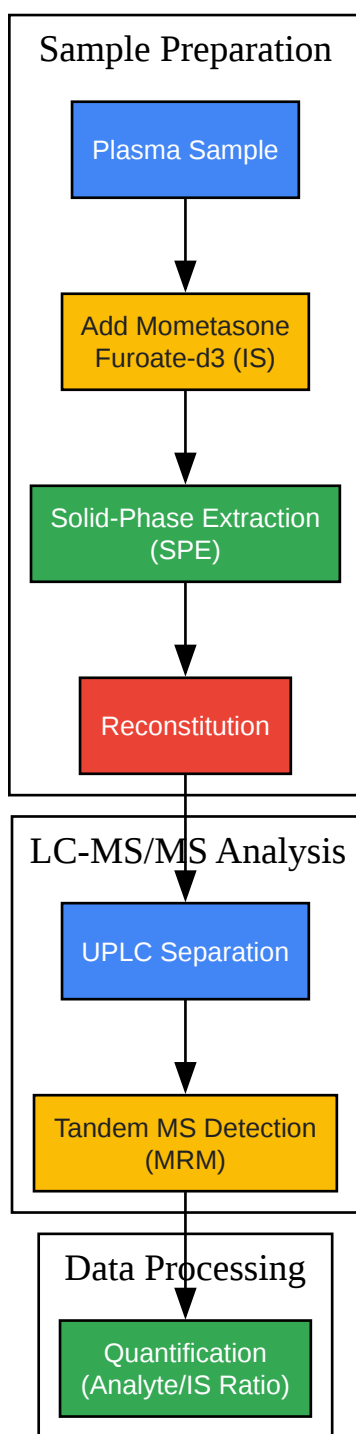 Sample Preparation
Plasma Sample
Add Mometasone
Furoate-d3 (IS)
Solid-Phase Extraction
(SPE)
Reconstitution
LC-MS/MS Analysis
UPLC Separation
Tandem MS Detection
(MRM)
Data Processing
Quantification
(Analyte/IS Ratio)